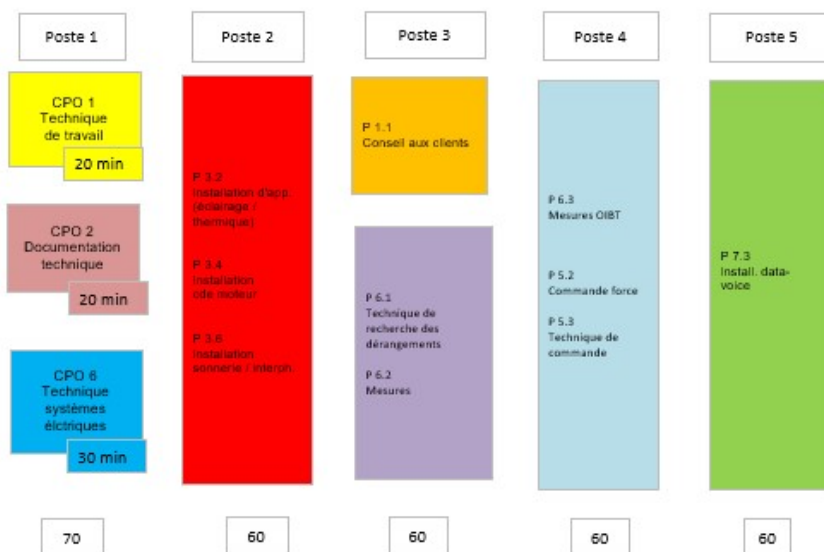 Poste 1
CPO 1
Technique
de travail
20 min
CPO 2
Documentation
technique
20 min
CPO 6
Technique
systèmes
élctriques
30 min
70
Poste 2
P 3.2
Installation d'app.
(éclairage /
thermique)
P 3.4
Installation
cde moteur
P 3.6
Installation
sonnerie / interph.
60
Poste 3
P 1.1
Conseil aux clients
P 6.1
Technique de
recherche des
dérangements
P 6.2
Mesures
60
Poste 4
P 6.3
Mesures OIBT
P 5.2
Commande force
P 5.3
Technique de
commande
60
Poste 5
P 7.3
Install. data-
voice
60